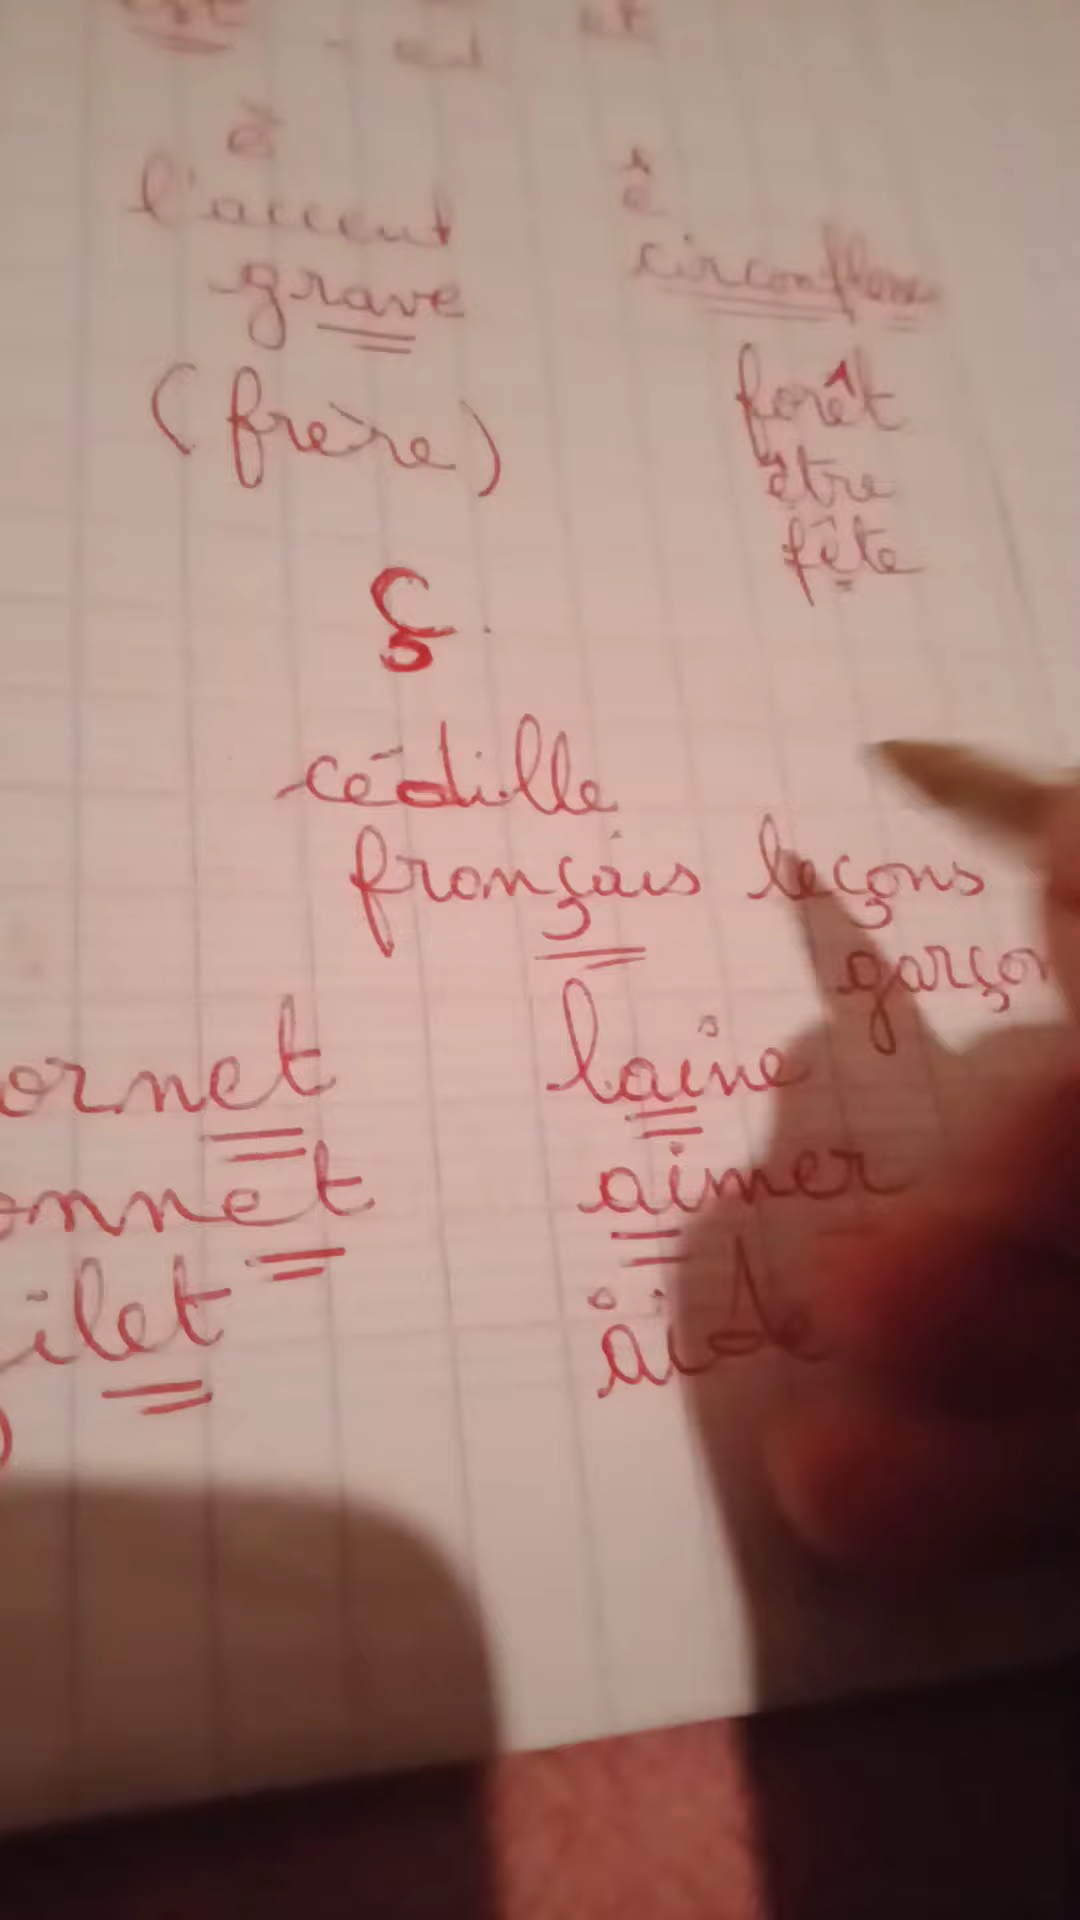 è
l'accent
grave
(frère)
ê
circonflexe
forêt
être
fête
ç
cédille
français leçons
garçon
ornet
onnet
ilet
laine
aimer
aide